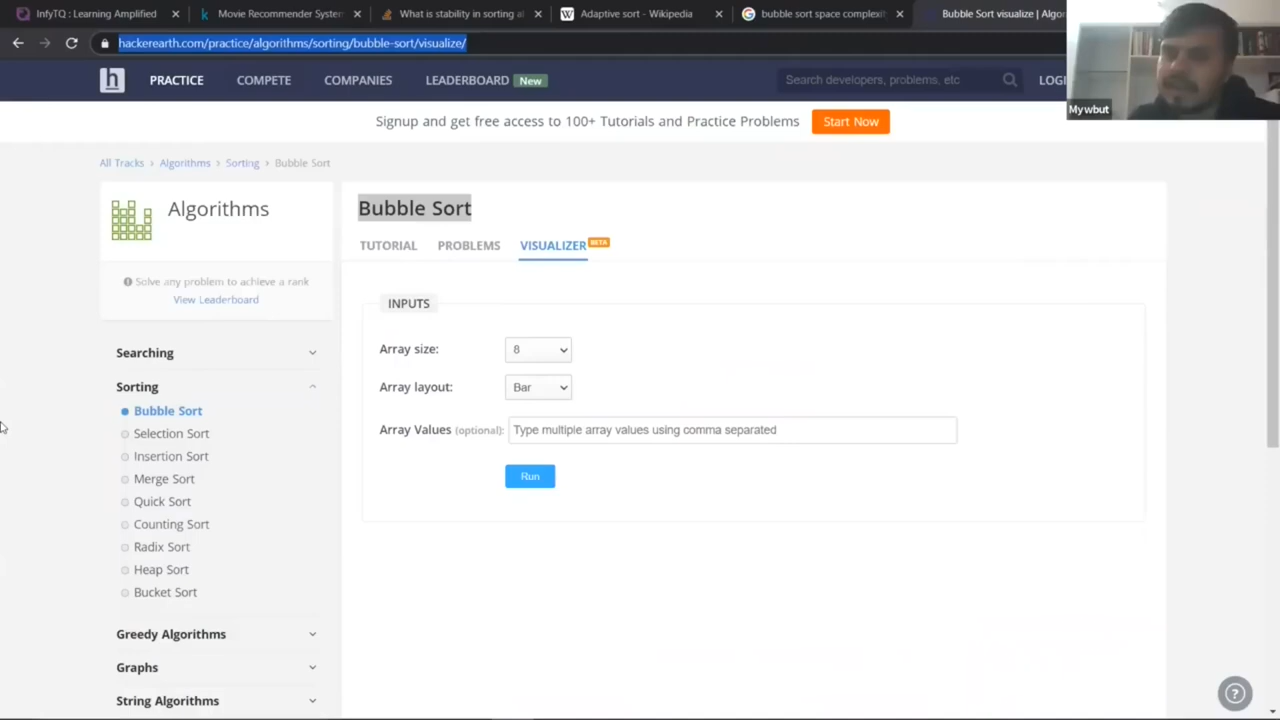 InfyTQ : Learning Amplified
Movie Recommender System
What is stability in sorting al
Adaptive sort - Wikipedia
bubble sort space complexit
Bubble Sort visualize | Algor
hackerearth.com/practice/algorithms/sorting/bubble-sort/visualize/
h PRACTICE COMPETE COMPANIES LEADERBOARD New Search developers, problems, etc LOGI
Mywbut
Signup and get free access to 100+ Tutorials and Practice Problems Start Now
All Tracks > Algorithms > Sorting > Bubble Sort
Algorithms
Solve any problem to achieve a rank
View Leaderboard
Searching
Sorting
Bubble Sort
Selection Sort
Insertion Sort
Merge Sort
Quick Sort
Counting Sort
Radix Sort
Heap Sort
Bucket Sort
Greedy Algorithms
Graphs
String Algorithms
Bubble Sort
TUTORIAL PROBLEMS VISUALIZER BETA
INPUTS
Array size: 8
Array layout: Bar
Array Values (optional): Type multiple array values using comma separated
Run
?